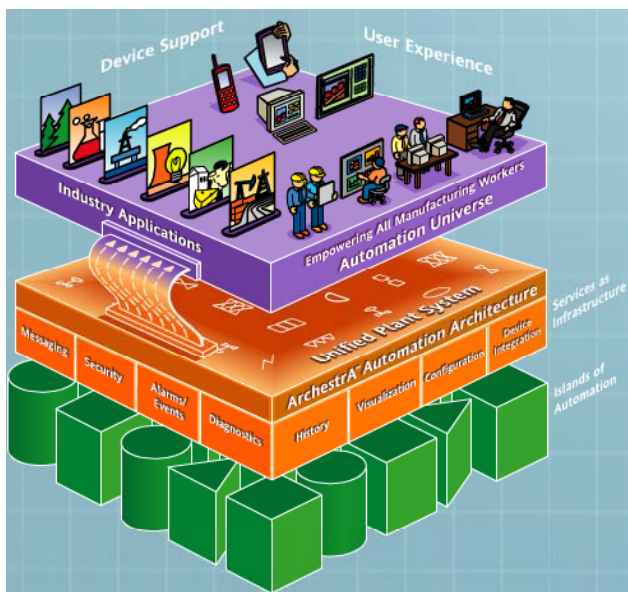 Device Support
User Experience
Industry Applications
Empowering All Manufacturing Workers
Automation Universe
Unified Plant System
ArchestrA™ Automation Architecture
Services as
Infrastructure
Messaging
Security
Alarms/
Events
Diagnostics
History
Visualization
Configuration
Device
Integration
Islands of
Automation